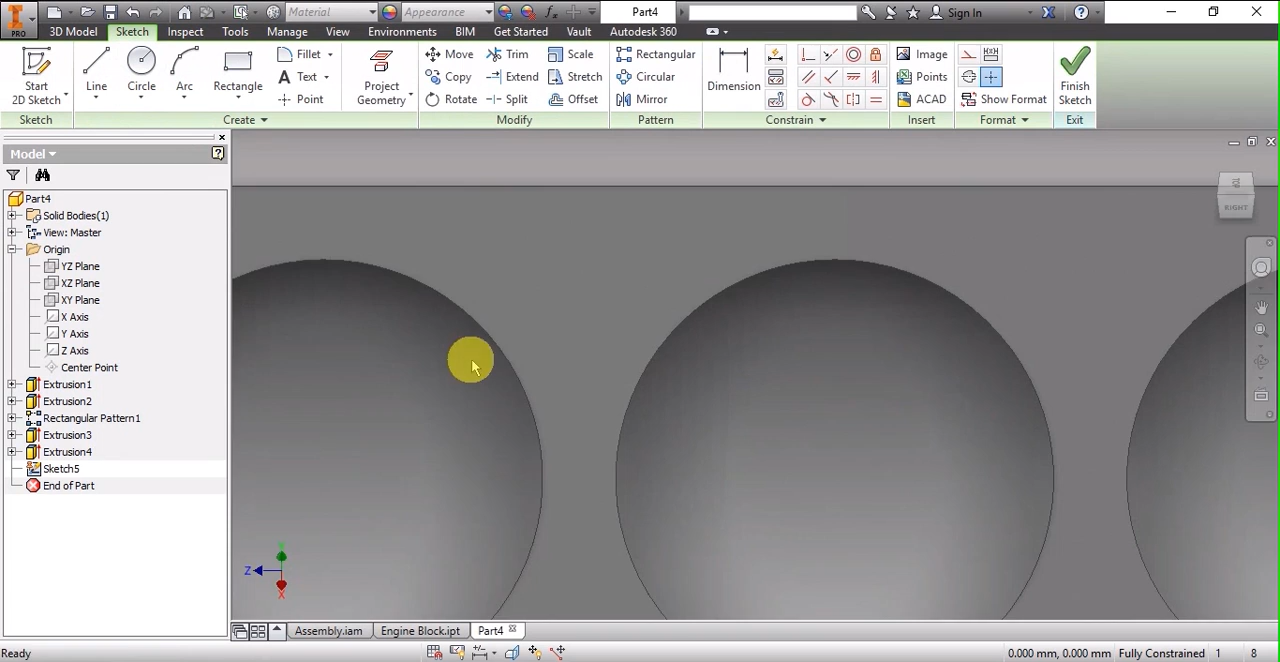 PRO
Material
Appearance
Part4
Sign In
3D Model
Sketch
Inspect
Tools
Manage
View
Environments
BIM
Get Started
Vault
Autodesk 360
Start
2D Sketch
Line
Circle
Arc
Rectangle
Fillet
Text
Point
Project
Geometry
Move
Copy
Rotate
Trim
Extend
Split
Scale
Stretch
Offset
Rectangular
Circular
Mirror
Dimension
Image
Points
ACAD
Show Format
Finish
Sketch
Sketch
Create
Modify
Pattern
Constrain
Insert
Format
Exit
Model
Part4
Solid Bodies(1)
View: Master
Origin
YZ Plane
XZ Plane
XY Plane
X Axis
Y Axis
Z Axis
Center Point
Extrusion1
Extrusion2
Rectangular Pattern1
Extrusion3
Extrusion4
Sketch5
End of Part
RIGHT
Z
X
Assembly.iam
Engine Block.ipt
Part4
Ready
0.000 mm, 0.000 mm
Fully Constrained
1
8